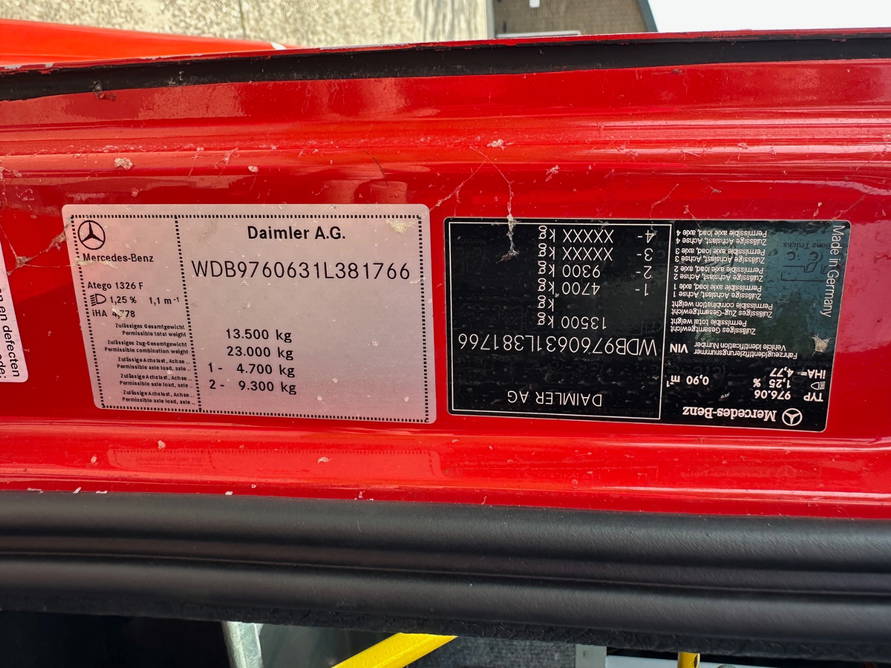 en en defecten
deze:
Mercedes-Benz
Daimler A.G.
WDB9760631L381766
Atego 1326 F
1,25 % 1,1 m⁻¹
iHA 4,778
Zulässiges Gesamtgewicht
Permissible total weight
13.500 kg
Zulässiges Zug-Gesamtgewicht
Permissible combination weight
23.000 kg
Zulässige Achslast, Achse...
Permissible axle load, axle...
1 - 4.700 kg
Zulässige Achslast, Achse...
Permissible axle load, axle...
2 - 9.300 kg
Mercedes-Benz
DAIMLER AG
TYP 976.06
1,25 % 0,90 m⁻¹
iHA= 4,77
Fahrzeugidentifizierungsnummer
Vehicle Identification Number VIN
WDB9760631L381766
Zulässiges Gesamtgewicht
Permissible total weight
13500 kg
Zulässiges Zug-Gesamtgewicht
Permissible combination weight
kg
Zulässige Achslast, Achse 1
Permissible axle load, axle 1
1- 4700 kg
Zulässige Achslast, Achse 2
Permissible axle load, axle 2
2- 9300 kg
Zulässige Achslast, Achse 3
Permissible axle load, axle 3
3- XXXXX kg
Zulässige Achslast, Achse 4
Permissible axle load, axle 4
4- XXXXX kg
Made in Germany